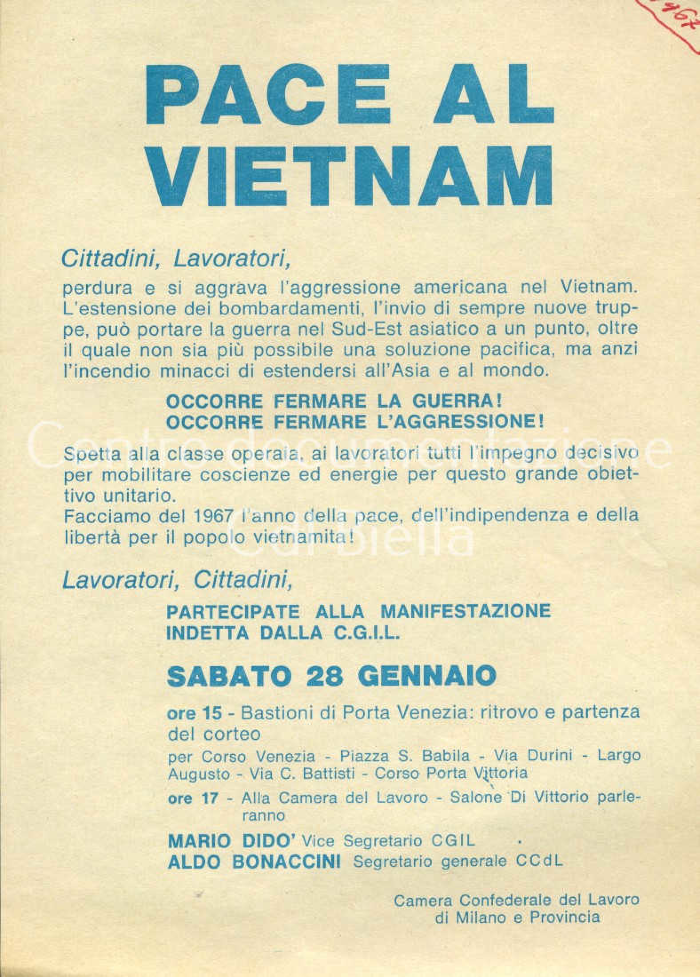 1967
PACE AL
VIETNAM
Cittadini, Lavoratori,
perdura e si aggrava l'aggressione americana nel Vietnam.
L'estensione dei bombardamenti, l'invio di sempre nuove trup-
pe, può portare la guerra nel Sud-Est asiatico a un punto, oltre
il quale non sia più possibile una soluzione pacifica, ma anzi
l'incendio minacci di estendersi all'Asia e al mondo.
OCCORRE FERMARE LA GUERRA!
OCCORRE FERMARE L'AGGRESSIONE!
Centro documentazione
Spetta alla classe operaia, ai lavoratori tutti l'impegno decisivo
per mobilitare coscienze ed energie per questo grande obiet-
tivo unitario.
Facciamo del 1967 l'anno della pace, dell'indipendenza e della
libertà per il popolo vietnamita!
Cdl Biella
Lavoratori, Cittadini,
PARTECIPATE ALLA MANIFESTAZIONE
INDETTA DALLA C.G.I.L.
SABATO 28 GENNAIO
ore 15 - Bastioni di Porta Venezia: ritrovo e partenza
del corteo
per Corso Venezia - Piazza S. Babila - Via Durini - Largo
Augusto - Via C. Battisti - Corso Porta Vittoria
ore 17 - Alla Camera del Lavoro - Salone Di Vittorio parle-
ranno
MARIO DIDO' Vice Segretario CGIL
ALDO BONACCINI Segretario generale CCdL
Camera Confederale del Lavoro
di Milano e Provincia